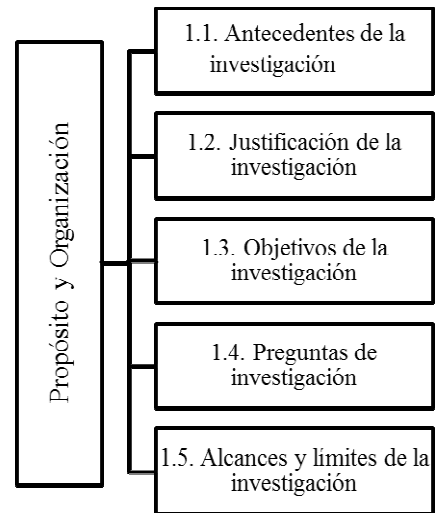 Propósito y Organización
1.1. Antecedentes de la
investigación
1.2. Justificación de la
investigación
1.3. Objetivos de la
investigación
1.4. Preguntas de
investigación
1.5. Alcances y límites de la
investigación